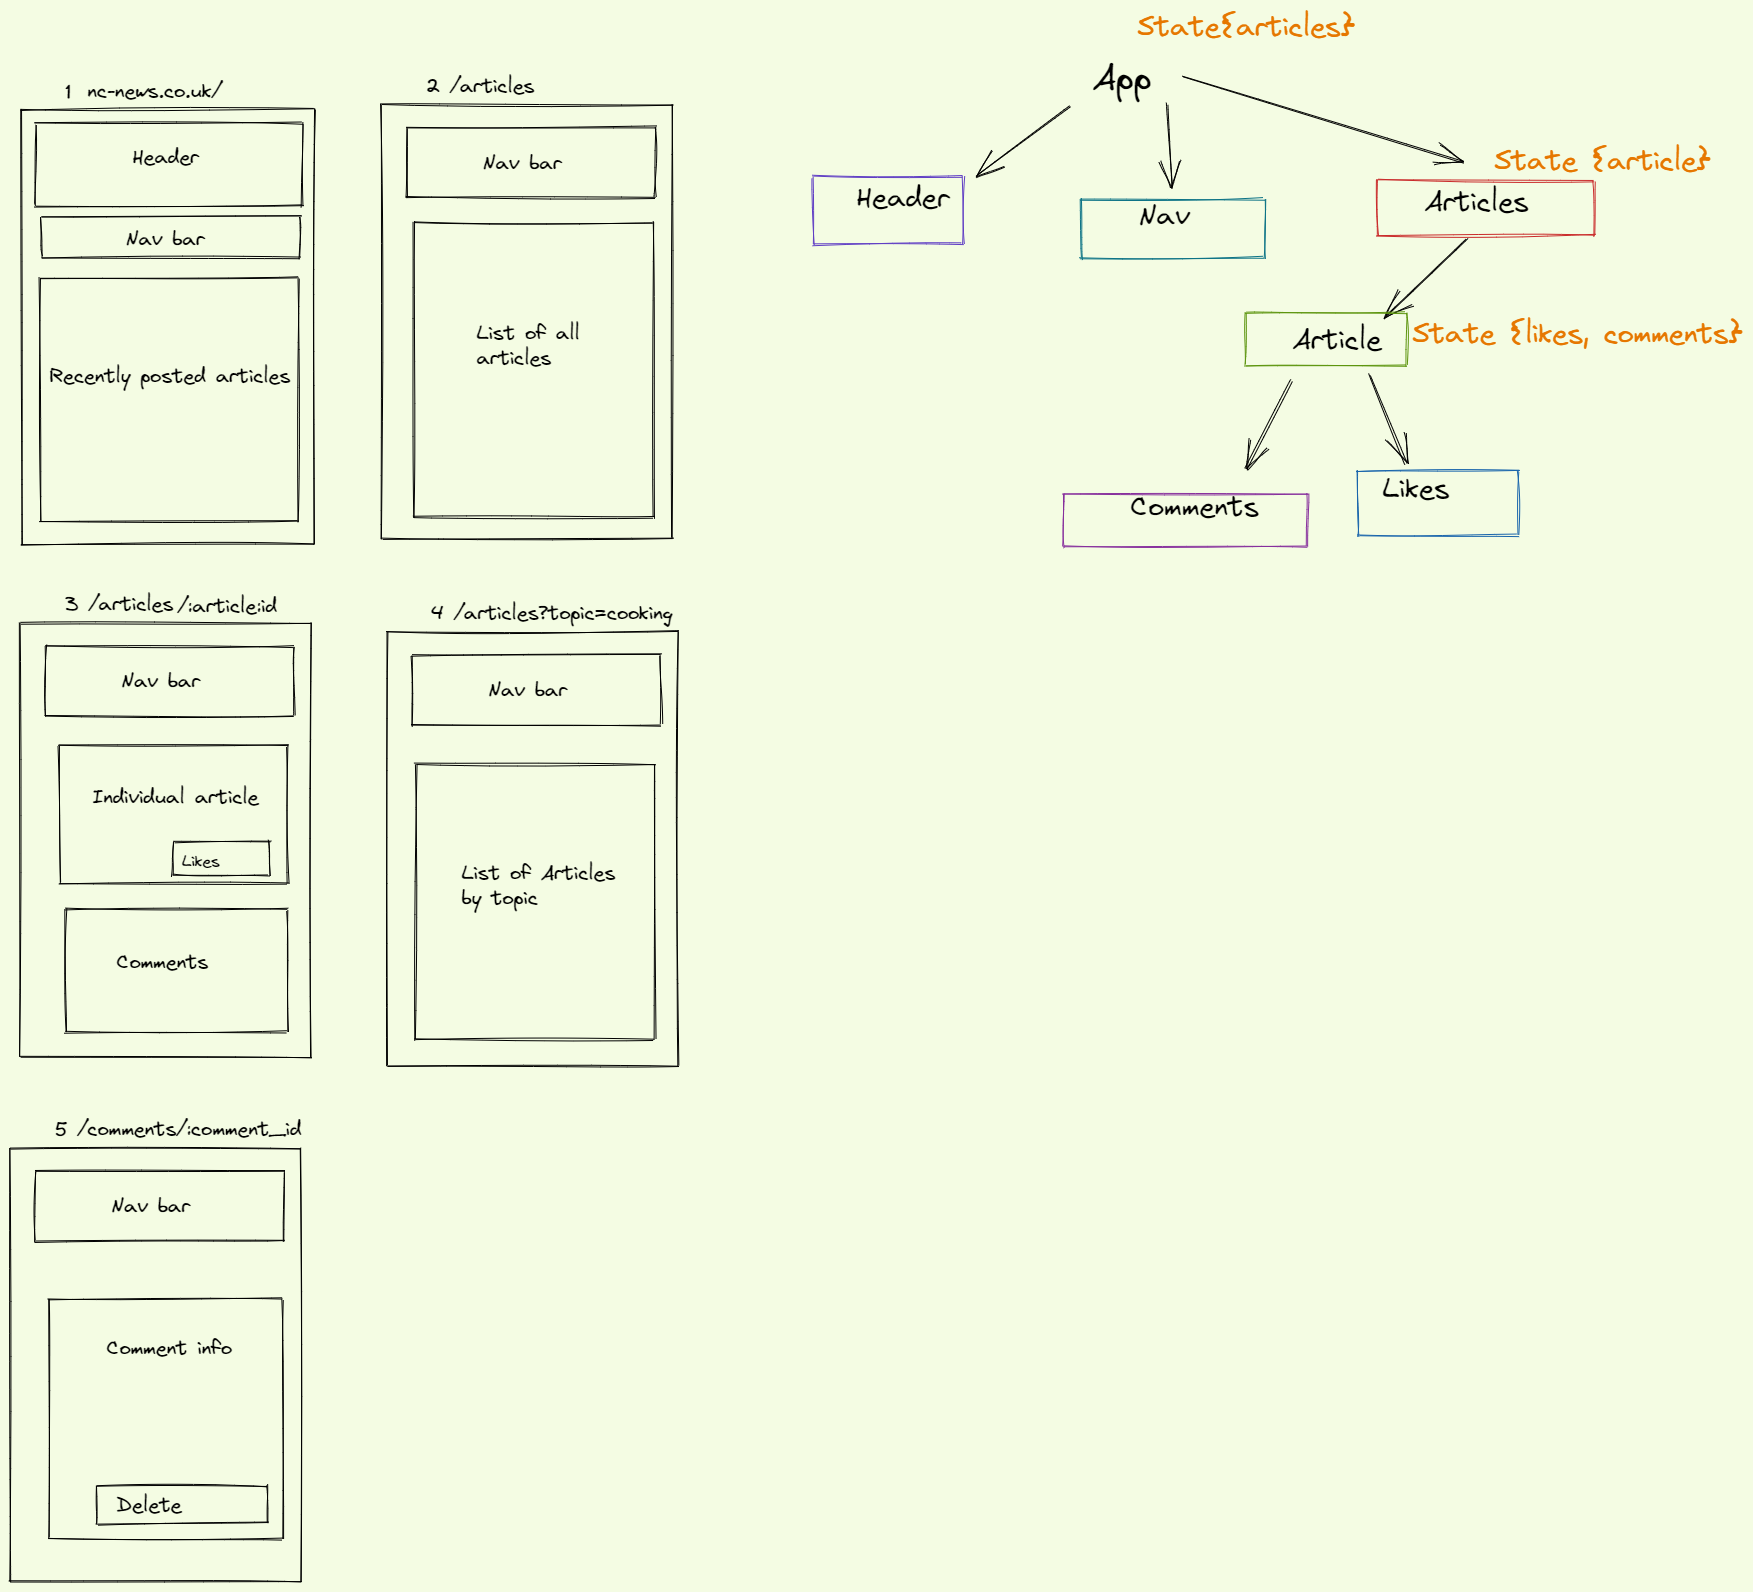 1 nc-news.co.uk/
Header
Nav bar
Recently posted articles
2 /articles
Nav bar
List of all
articles
3 /articles/:article:id
Nav bar
Individual article
Likes
Comments
4 /articles?topic=cooking
Nav bar
List of Articles
by topic
5 /comments/:comment_id
Nav bar
Comment info
Delete
State{articles}
App
Header
Nav
State {article}
Articles
Article
State {likes, comments}
Comments
Likes